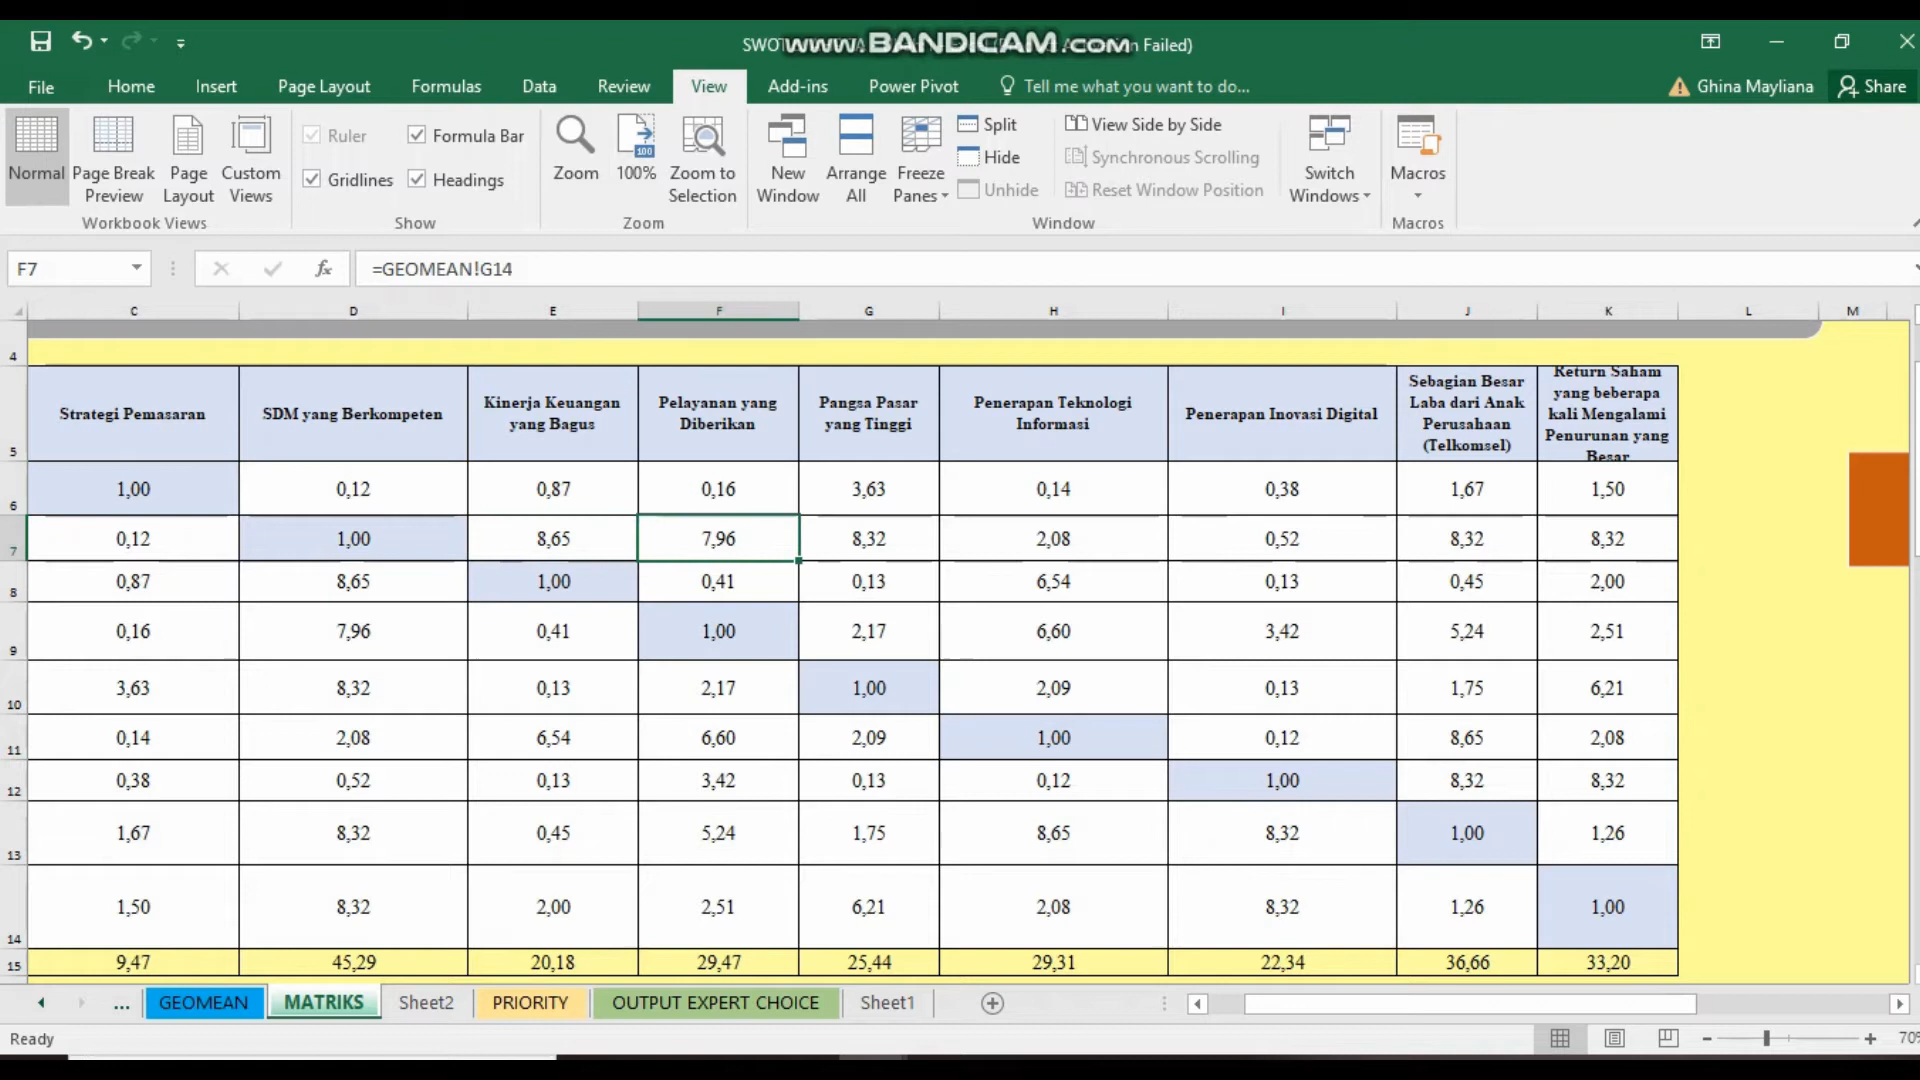 www.BANDICAM.com
SWOT
n Failed)
File Home Insert Page Layout Formulas Data Review View Add-ins Power Pivot Tell me what you want to do... Ghina Mayliana Share
Normal
Page Break Preview
Page Layout
Custom Views
Workbook Views
Ruler
Formula Bar
Gridlines
Headings
Show
Zoom
100%
100
Zoom to Selection
Zoom
New Window
Arrange All
Freeze Panes
Split
Hide
Unhide
View Side by Side
Synchronous Scrolling
Reset Window Position
Window
Switch Windows
Macros
Macros
F7 fx =GEOMEAN!G14
C D E F G H I J K L M
4
5
Strategi Pemasaran
SDM yang Berkompeten
Kinerja Keuangan
yang Bagus
Pelayanan yang
Diberikan
Pangsa Pasar
yang Tinggi
Penerapan Teknologi
Informasi
Penerapan Inovasi Digital
Sebagian Besar
Laba dari Anak
Perusahaan
(Telkomsel)
Return Saham
yang beberapa
kali Mengalami
Penurunan yang
Besar
6 1,00 0,12 0,87 0,16 3,63 0,14 0,38 1,67 1,50
7 0,12 1,00 8,65 7,96 8,32 2,08 0,52 8,32 8,32
8 0,87 8,65 1,00 0,41 0,13 6,54 0,13 0,45 2,00
9 0,16 7,96 0,41 1,00 2,17 6,60 3,42 5,24 2,51
10 3,63 8,32 0,13 2,17 1,00 2,09 0,13 1,75 6,21
11 0,14 2,08 6,54 6,60 2,09 1,00 0,12 8,65 2,08
12 0,38 0,52 0,13 3,42 0,13 0,12 1,00 8,32 8,32
13 1,67 8,32 0,45 5,24 1,75 8,65 8,32 1,00 1,26
14 1,50 8,32 2,00 2,51 6,21 2,08 8,32 1,26 1,00
15 9,47 45,29 20,18 29,47 25,44 29,31 22,34 36,66 33,20
... GEOMEAN MATRIKS Sheet2 PRIORITY OUTPUT EXPERT CHOICE Sheet1
Ready 70%